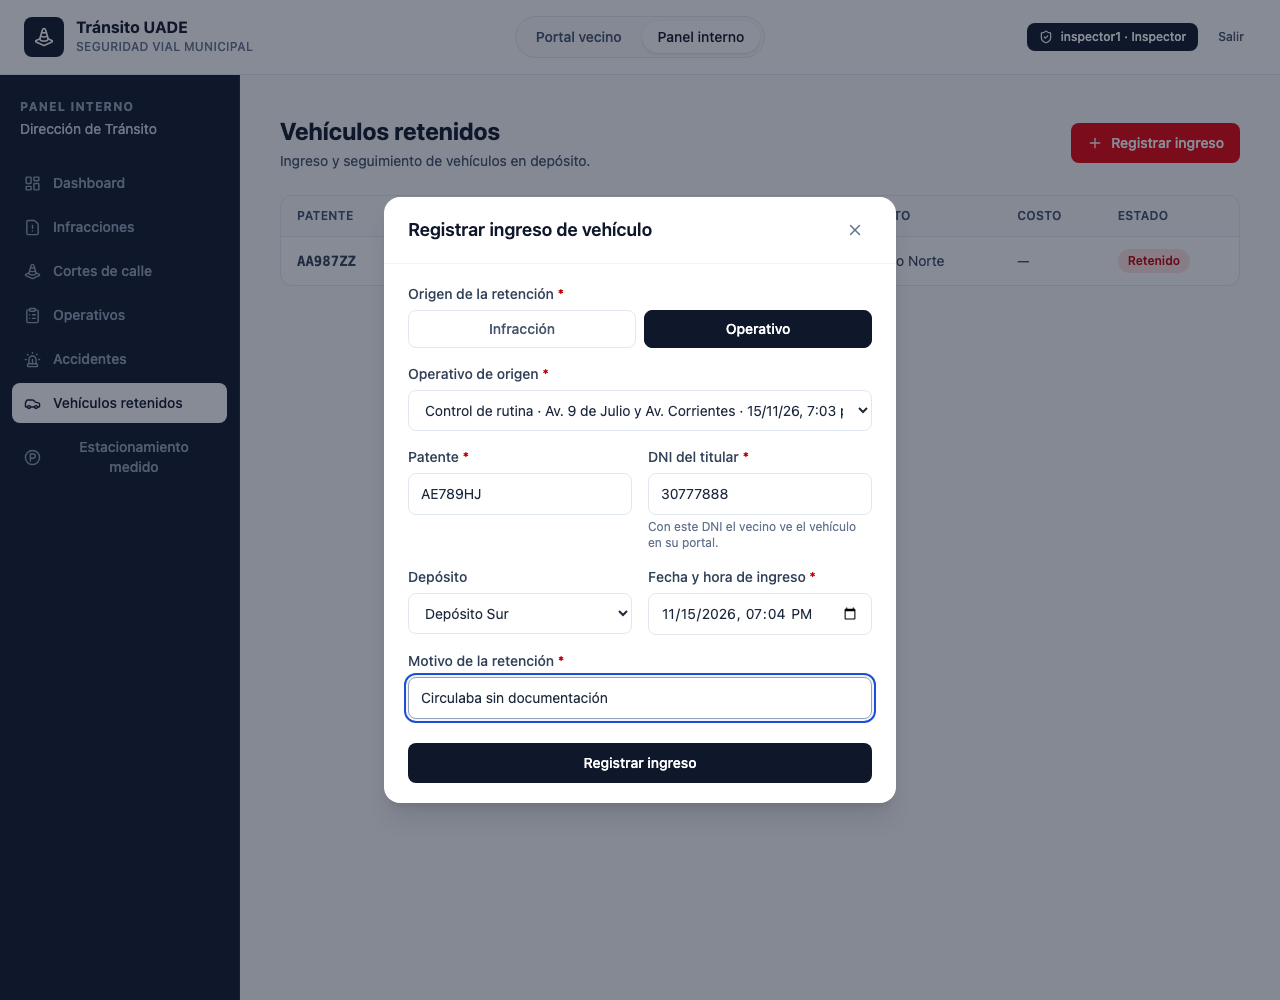 Tránsito UADE
SEGURIDAD VIAL MUNICIPAL
Portal vecino
Panel interno
inspector1 · Inspector
Salir
PANEL INTERNO
Dirección de Tránsito
Dashboard
Infracciones
Cortes de calle
Operativos
Accidentes
Vehículos retenidos
Estacionamiento
medido
Vehículos retenidos
Ingreso y seguimiento de vehículos en depósito.
+ Registrar ingreso
PATENTE
TO
COSTO
ESTADO
AA987ZZ
o Norte
—
Retenido
Registrar ingreso de vehículo
Origen de la retención *
Infracción
Operativo
Operativo de origen *
Control de rutina · Av. 9 de Julio y Av. Corrientes · 15/11/26, 7:03
Patente *
DNI del titular *
AE789HJ
30777888
Con este DNI el vecino ve el vehículo
en su portal.
Depósito
Fecha y hora de ingreso *
Depósito Sur
11/15/2026, 07:04 PM
Motivo de la retención *
Circulaba sin documentación
Registrar ingreso